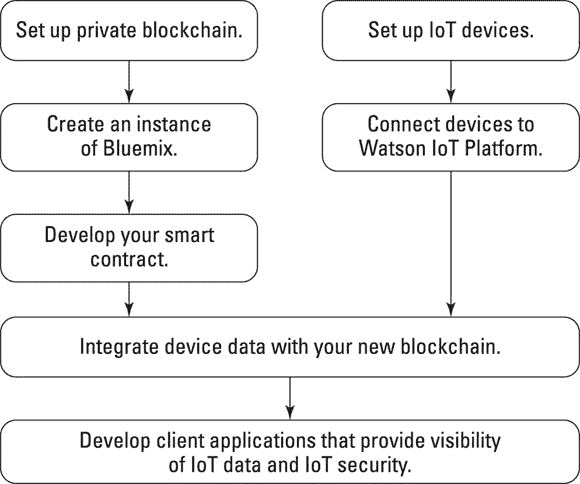 Set up private blockchain.
Set up IoT devices.
Create an instance
of Bluemix.
Connect devices to
Watson IoT Platform.
Develop your smart
contract.
Integrate device data with your new blockchain.
Develop client applications that provide visibility
of IoT data and IoT security.